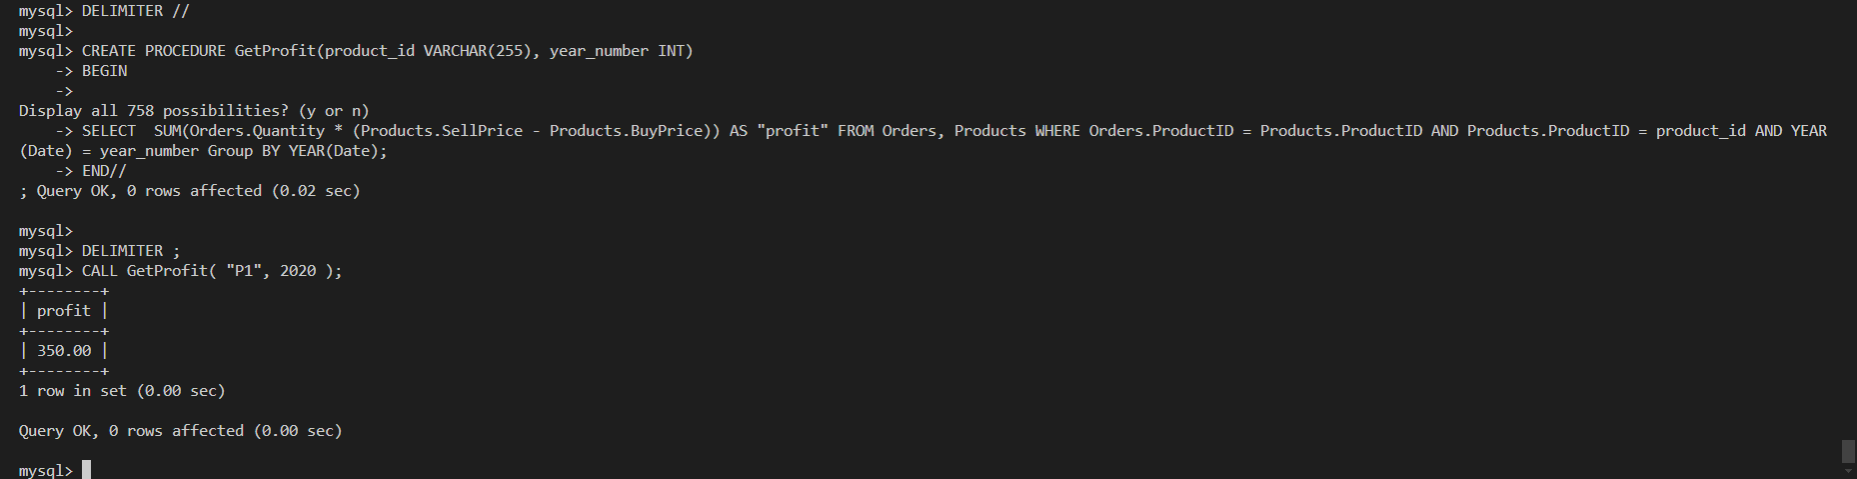 mysql> DELIMITER //
mysql>
mysql> CREATE PROCEDURE GetProfit(product_id VARCHAR(255), year_number INT)
    -> BEGIN
    ->
Display all 758 possibilities? (y or n)
    -> SELECT  SUM(Orders.Quantity * (Products.SellPrice - Products.BuyPrice)) AS "profit" FROM Orders, Products WHERE Orders.ProductID = Products.ProductID AND Products.ProductID = product_id AND YEAR
(Date) = year_number Group BY YEAR(Date);
    -> END//
; Query OK, 0 rows affected (0.02 sec)

mysql>
mysql> DELIMITER ;
mysql> CALL GetProfit( "P1", 2020 );
+--------+
| profit |
+--------+
| 350.00 |
+--------+
1 row in set (0.00 sec)

Query OK, 0 rows affected (0.00 sec)

mysql>